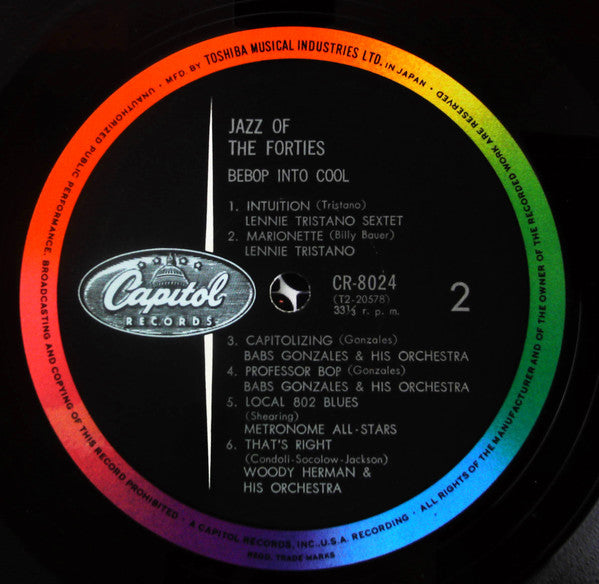 MFD. BY TOSHIBA MUSICAL INDUSTRIES LTD. IN JAPAN
JAZZ OF
THE FORTIES
BEBOP INTO COOL
1. INTUITION (Tristano)
LENNIE TRISTANO SEXTET
2. MARIONETTE (Billy Bauer)
LENNIE TRISTANO
Capitol
RECORDS
CR-8024
(T2-20578)
33⅓ r. p. m.
2
3. CAPITOLIZING (Gonzales)
BABS GONZALES & HIS ORCHESTRA
4. PROFESSOR BOP (Gonzales)
BABS GONZALES & HIS ORCHESTRA
5. LOCAL 802 BLUES
(Shearing)
METRONOME ALL-STARS
6. THAT'S RIGHT
(Condoli-Socolow-Jackson)
WOODY HERMAN &
HIS ORCHESTRA
· ALL RIGHTS OF THE MANUFACTURER AND OF THE OWNER OF THE RECORDED WORK ARE RESERVED
· UNAUTHORIZED PUBLIC PERFORMANCE, BROADCASTING AND COPYING OF THIS RECORD PROHIBITED
· A CAPITOL RECORDS, INC., U.S.A. RECORDING.
REGD. TRADE MARKS